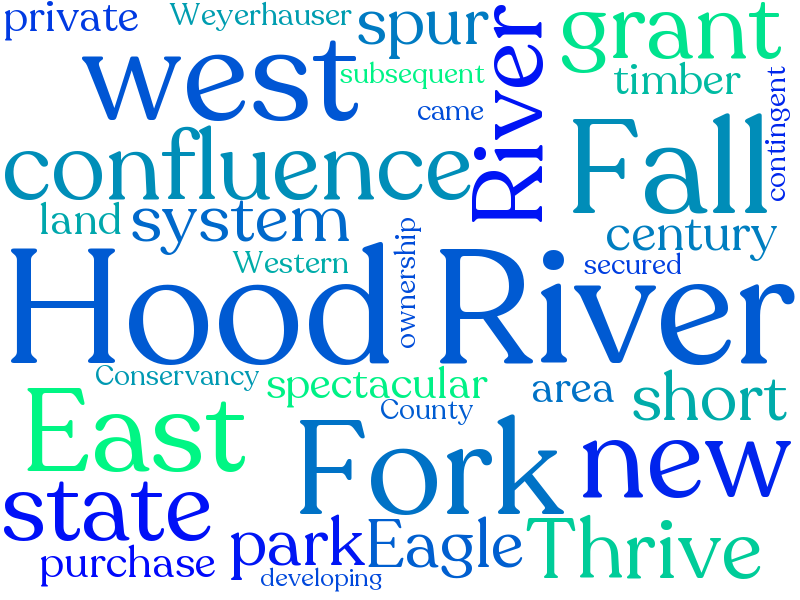 private
Weyerhauser
spur
River
grant
west
subsequent
timber
came
contingent
confluence
Fall
land
system
century
ownership
Western
secured
Hood River
Conservancy
spectacular
area
short
County
East
Fork
new
state
park
Eagle
Thrive
purchase
developing